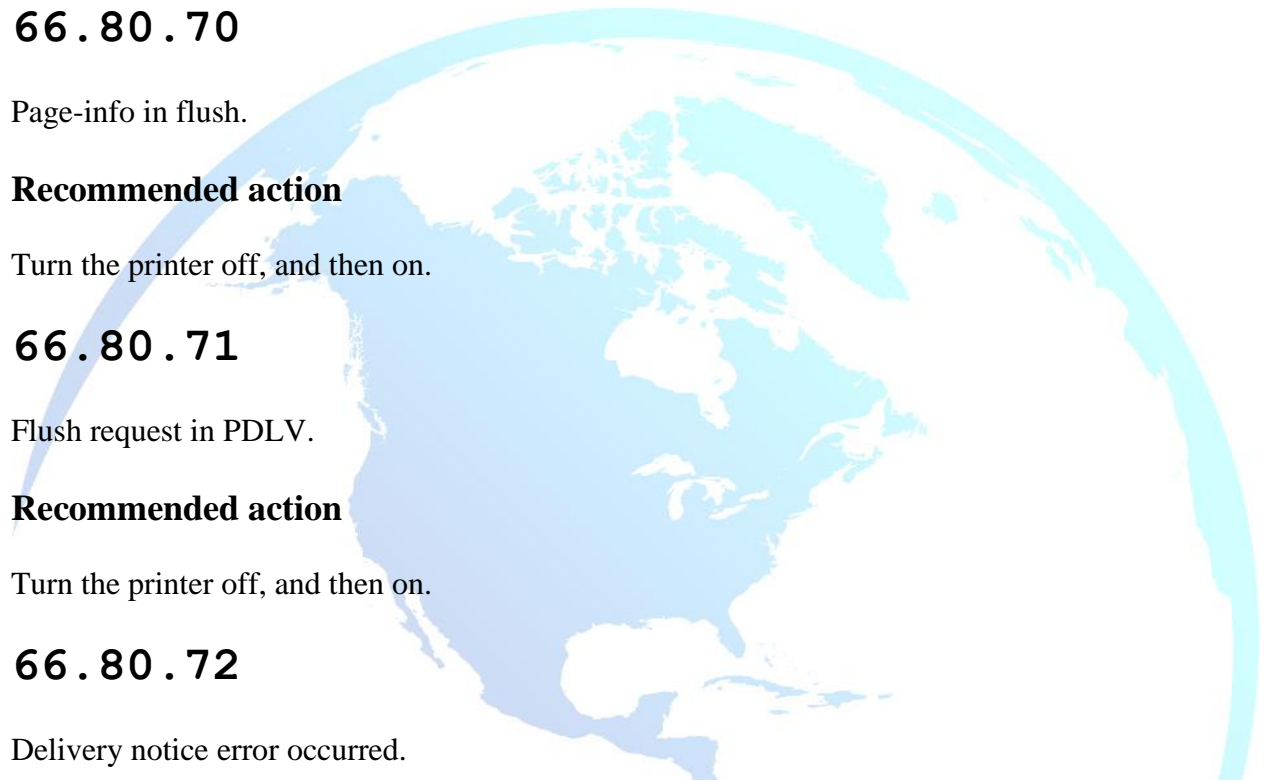 66.80.70
Page-info in flush.
Recommended action
Turn the printer off, and then on.
66.80.71
Flush request in PDLV.
Recommended action
Turn the printer off, and then on.
66.80.72
Delivery notice error occurred.